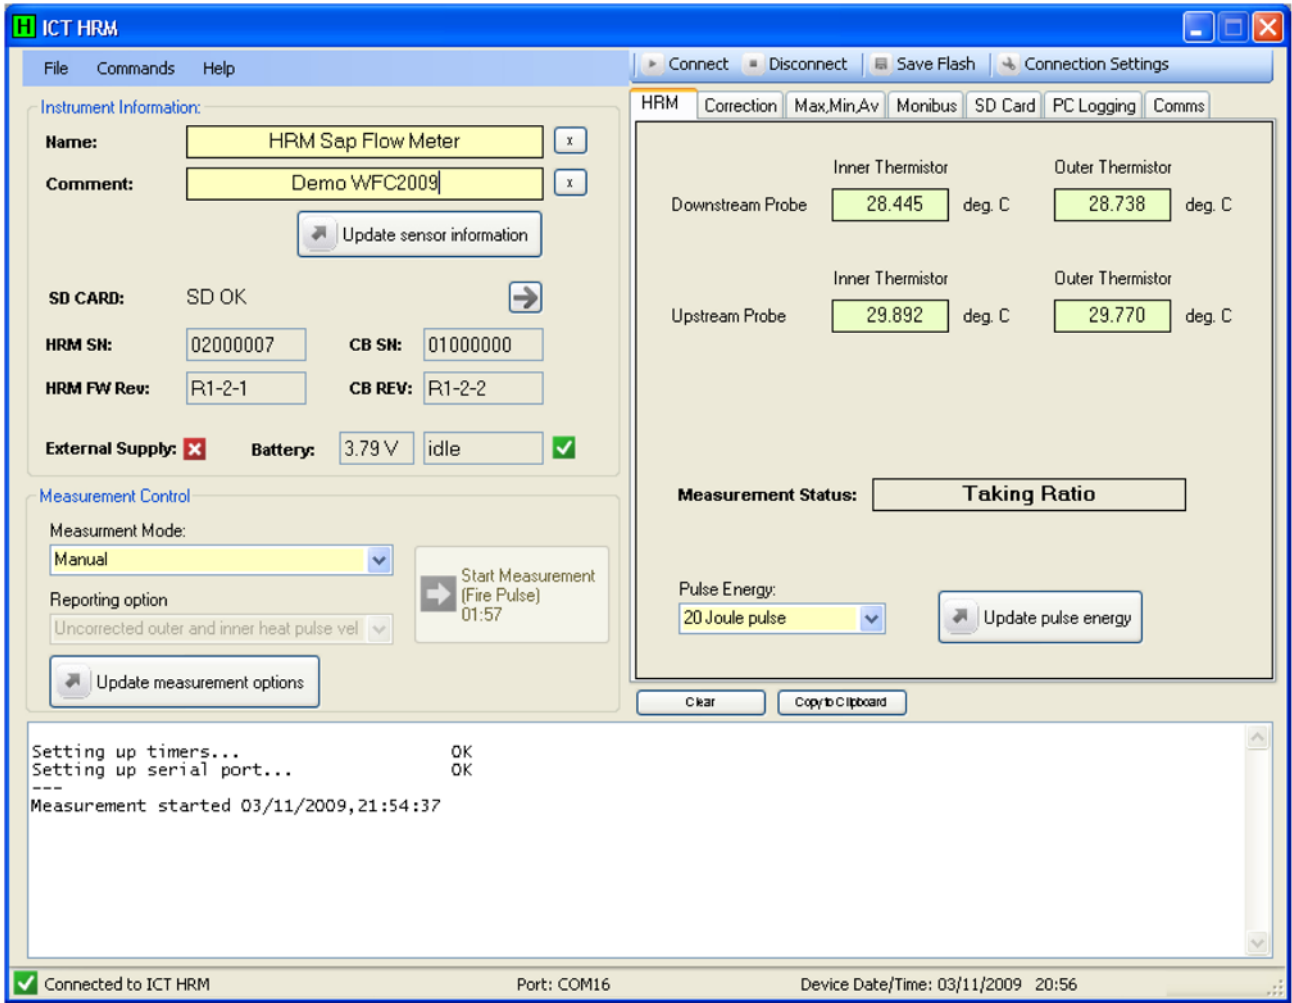 H ICT HRM
File Commands Help
Connect Disconnect Save Flash Connection Settings
Instrument Information:
Name: HRM Sap Flow Meter x
Comment: Demo WFC2009 x
Update sensor information
SD CARD: SD OK
HRM SN: 02000007 CB SN: 01000000
HRM FW Rev: R1-2-1 CB REV: R1-2-2
External Supply: Battery: 3.79 V idle
Measurement Control
Measurment Mode:
Manual
Reporting option
Uncorrected outer and inner heat pulse vel
Start Measurement
(Fire Pulse)
01:57
Update measurement options
HRM Correction Max,Min,Av Monibus SD Card PC Logging Comms
Inner Thermistor Outer Thermistor
Downstream Probe 28.445 deg. C 28.738 deg. C
Inner Thermistor Outer Thermistor
Upstream Probe 29.892 deg. C 29.770 deg. C
Measurement Status: Taking Ratio
Pulse Energy:
20 Joule pulse Update pulse energy
Clear Copy to Clipboard
Setting up timers... OK
Setting up serial port... OK
---
Measurement started 03/11/2009,21:54:37
Connected to ICT HRM Port: COM16 Device Date/Time: 03/11/2009 20:56